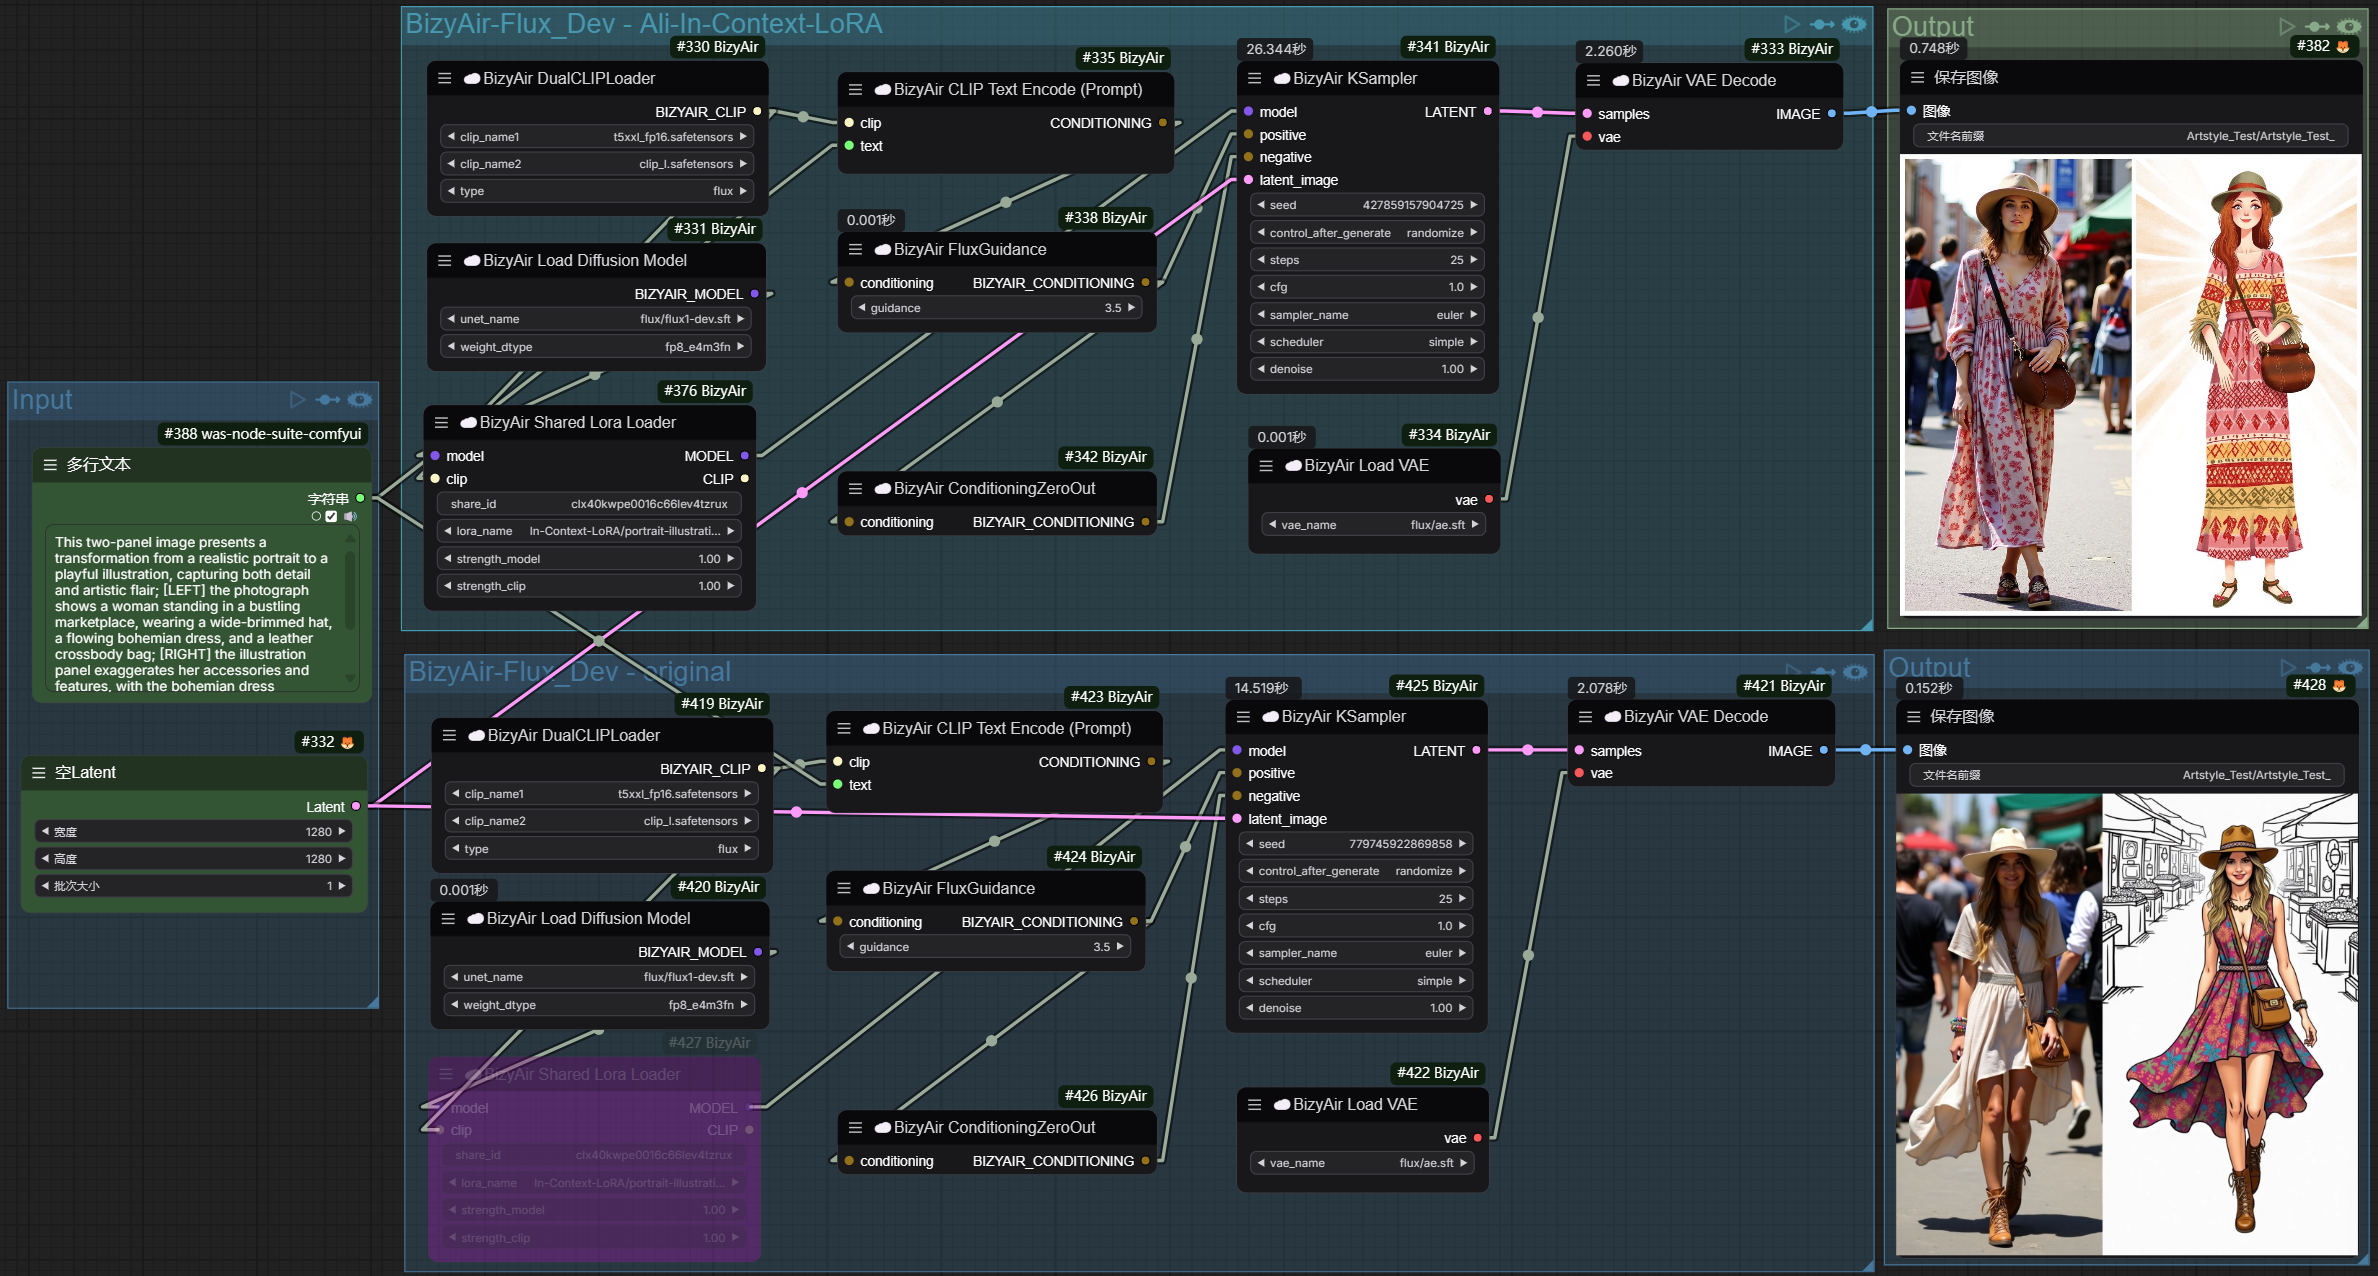 Input
#388 was-node-suite-comfyui
多行文本
字符串
This two-panel image presents a
transformation from a realistic portrait to a
playful illustration, capturing both detail
and artistic flair; [LEFT] the photograph
shows a woman standing in a bustling
marketplace, wearing a wide-brimmed hat,
a flowing bohemian dress, and a leather
crossbody bag; [RIGHT] the illustration
panel exaggerates her accessories and
features, with the bohemian dress
#332
空Latent
Latent
宽度 1280
高度 1280
批次大小 1
BizyAir-Flux_Dev - Ali-In-Context-LoRA
#330 BizyAir
BizyAir DualCLIPLoader
BIZYAIR_CLIP
clip_name1 t5xxl_fp16.safetensors
clip_name2 clip_l.safetensors
type flux
#331 BizyAir
BizyAir Load Diffusion Model
BIZYAIR_MODEL
unet_name flux/flux1-dev.sft
weight_dtype fp8_e4m3fn
#376 BizyAir
BizyAir Shared Lora Loader
model MODEL
clip CLIP
share_id clx40kwpe0016c66lev4tzrux
lora_name In-Context-LoRA/portrait-illustrati...
strength_model 1.00
strength_clip 1.00
#335 BizyAir
BizyAir CLIP Text Encode (Prompt)
clip CONDITIONING
text
0.001秒 #338 BizyAir
BizyAir FluxGuidance
conditioning BIZYAIR_CONDITIONING
guidance 3.5
#342 BizyAir
BizyAir ConditioningZeroOut
conditioning BIZYAIR_CONDITIONING
26.344秒 #341 BizyAir
BizyAir KSampler
model LATENT
positive
negative
latent_image
seed 427859157904725
control_after_generate randomize
steps 25
cfg 1.0
sampler_name euler
scheduler simple
denoise 1.00
0.001秒 #334 BizyAir
BizyAir Load VAE
vae
vae_name flux/ae.sft
2.260秒 #333 BizyAir
BizyAir VAE Decode
samples IMAGE
vae
Output
0.748秒 #382
保存图像
图像
文件名前缀 Artstyle_Test/Artstyle_Test_
BizyAir-Flux_Dev - original
#419 BizyAir
BizyAir DualCLIPLoader
BIZYAIR_CLIP
clip_name1 t5xxl_fp16.safetensors
clip_name2 clip_l.safetensors
type flux
0.001秒 #420 BizyAir
BizyAir Load Diffusion Model
BIZYAIR_MODEL
unet_name flux/flux1-dev.sft
weight_dtype fp8_e4m3fn
#427 BizyAir
BizyAir Shared Lora Loader
model MODEL
clip CLIP
share_id clx40kwpe0016c66lev4tzrux
lora_name In-Context-LoRA/portrait-illustrati...
strength_model 1.00
strength_clip 1.00
#423 BizyAir
BizyAir CLIP Text Encode (Prompt)
clip CONDITIONING
text
#424 BizyAir
BizyAir FluxGuidance
conditioning BIZYAIR_CONDITIONING
guidance 3.5
#426 BizyAir
BizyAir ConditioningZeroOut
conditioning BIZYAIR_CONDITIONING
14.519秒 #425 BizyAir
BizyAir KSampler
model LATENT
positive
negative
latent_image
seed 779745922869858
control_after_generate randomize
steps 25
cfg 1.0
sampler_name euler
scheduler simple
denoise 1.00
#422 BizyAir
BizyAir Load VAE
vae
vae_name flux/ae.sft
2.078秒 #421 BizyAir
BizyAir VAE Decode
samples IMAGE
vae
Output
0.152秒 #428
保存图像
图像
文件名前缀 Artstyle_Test/Artstyle_Test_